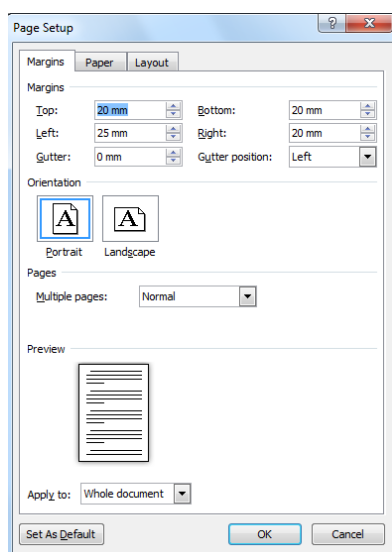 Page Setup
Margins Paper Layout
Margins
Top: 20 mm Bottom: 20 mm
Left: 25 mm Right: 20 mm
Gutter: 0 mm Gutter position: Left
Orientation
A A
Portrait Landscape
Pages
Multiple pages: Normal
Preview
Apply to: Whole document
Set As Default OK Cancel